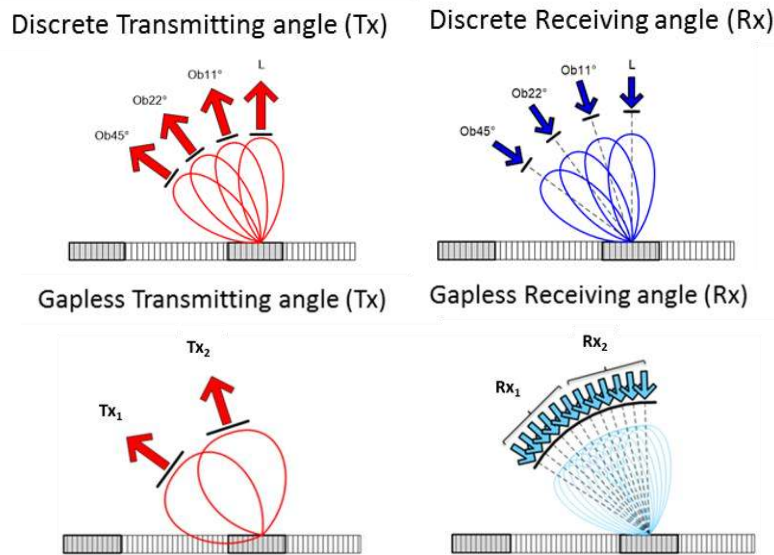 Discrete Transmitting angle (Tx)
Discrete Receiving angle (Rx)
L
Ob11°
Ob22°
Ob45°
L
Ob11°
Ob22°
Ob45°
Gapless Transmitting angle (Tx)
Gapless Receiving angle (Rx)
Tx₂
Tx₁
Rx₂
Rx₁